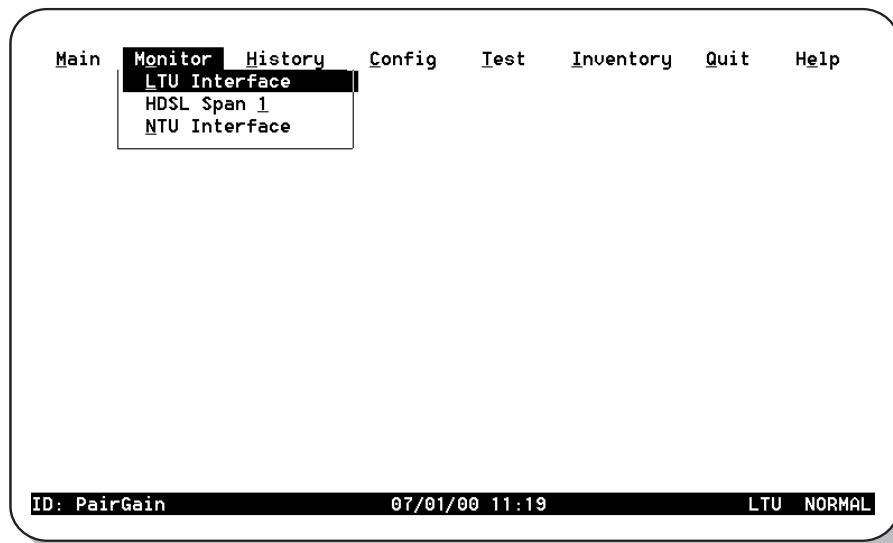 Main Monitor History Config Test Inventory Quit Help
LTU Interface
HDSL Span 1
NTU Interface
ID: PairGain 07/01/00 11:19 LTU NORMAL